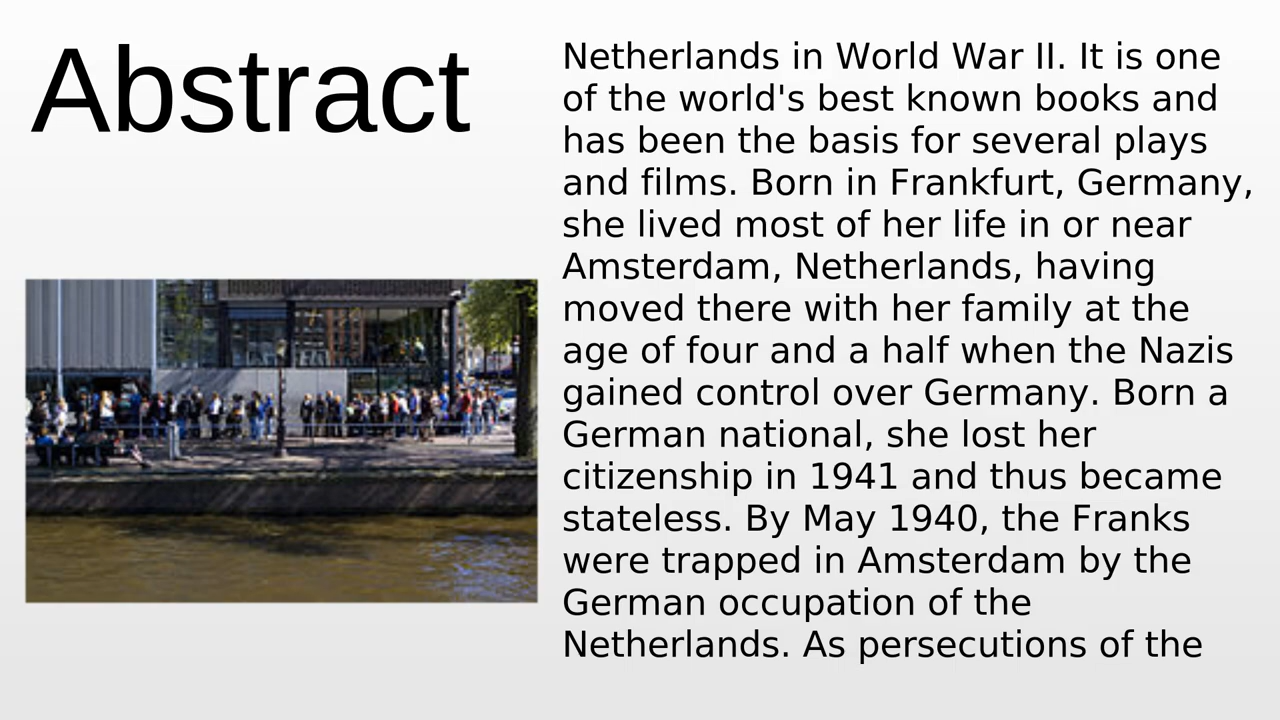 Abstract
Netherlands in World War II. It is one
of the world's best known books and
has been the basis for several plays
and films. Born in Frankfurt, Germany,
she lived most of her life in or near
Amsterdam, Netherlands, having
moved there with her family at the
age of four and a half when the Nazis
gained control over Germany. Born a
German national, she lost her
citizenship in 1941 and thus became
stateless. By May 1940, the Franks
were trapped in Amsterdam by the
German occupation of the
Netherlands. As persecutions of the